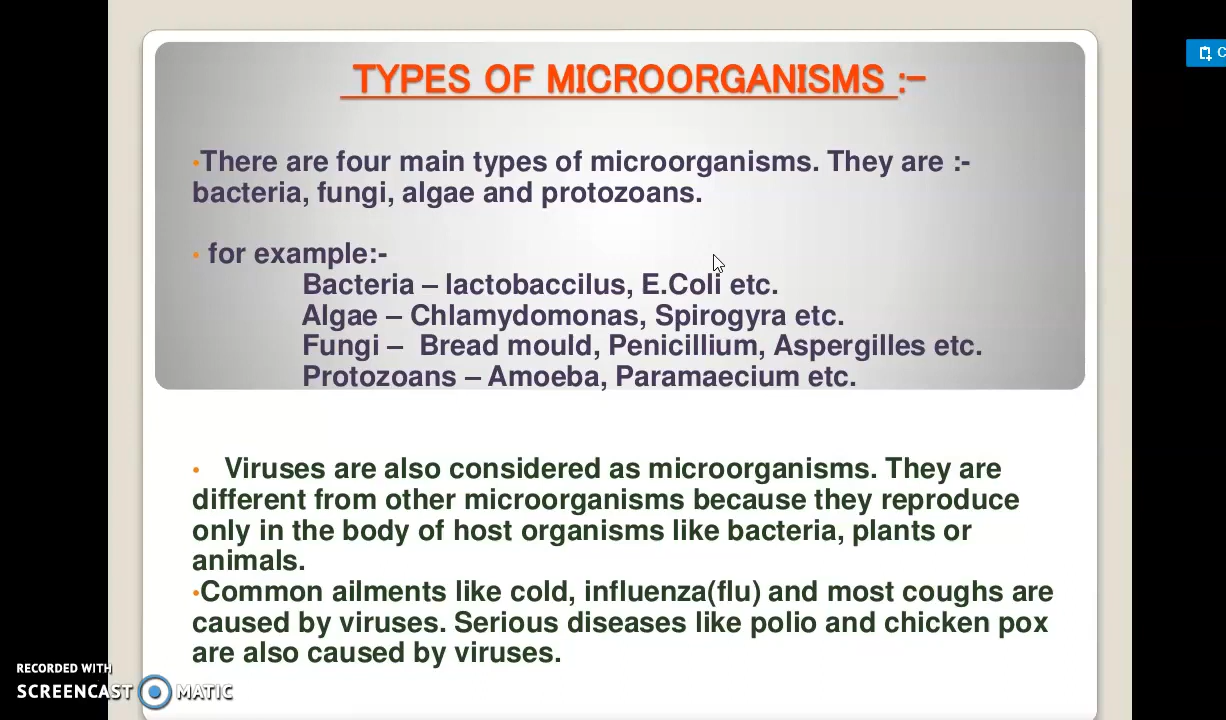 TYPES OF MICROORGANISMS :-
•There are four main types of microorganisms. They are :-
bacteria, fungi, algae and protozoans.
• for example:-
Bacteria – lactobaccilus, E.Coli etc.
Algae – Chlamydomonas, Spirogyra etc.
Fungi – Bread mould, Penicillium, Aspergilles etc.
Protozoans – Amoeba, Paramaecium etc.
• Viruses are also considered as microorganisms. They are
different from other microorganisms because they reproduce
only in the body of host organisms like bacteria, plants or
animals.
•Common ailments like cold, influenza(flu) and most coughs are
caused by viruses. Serious diseases like polio and chicken pox
are also caused by viruses.
RECORDED WITH
SCREENCAST MATIC